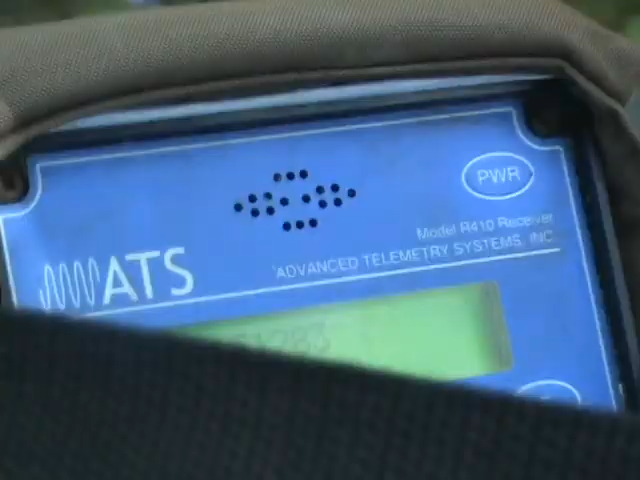 PWR
Model R410 Receiver
ATS
ADVANCED TELEMETRY SYSTEMS, INC.